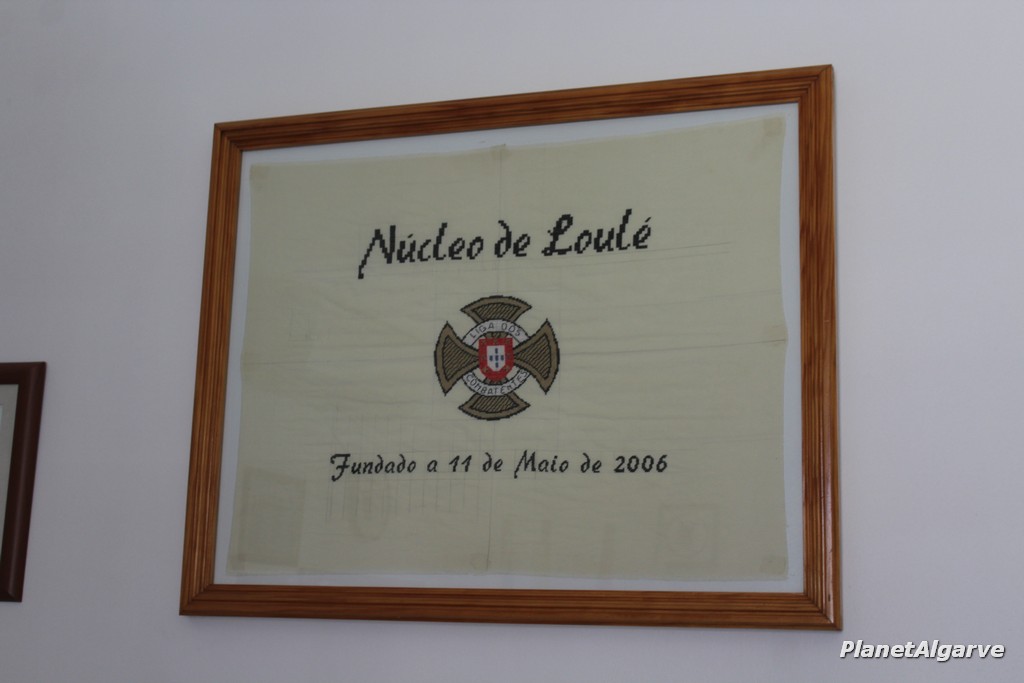 Núcleo de Loulé
LIGA DOS
COMBATENTES
Fundado a 11 de Maio de 2006
PlanetAlgarve